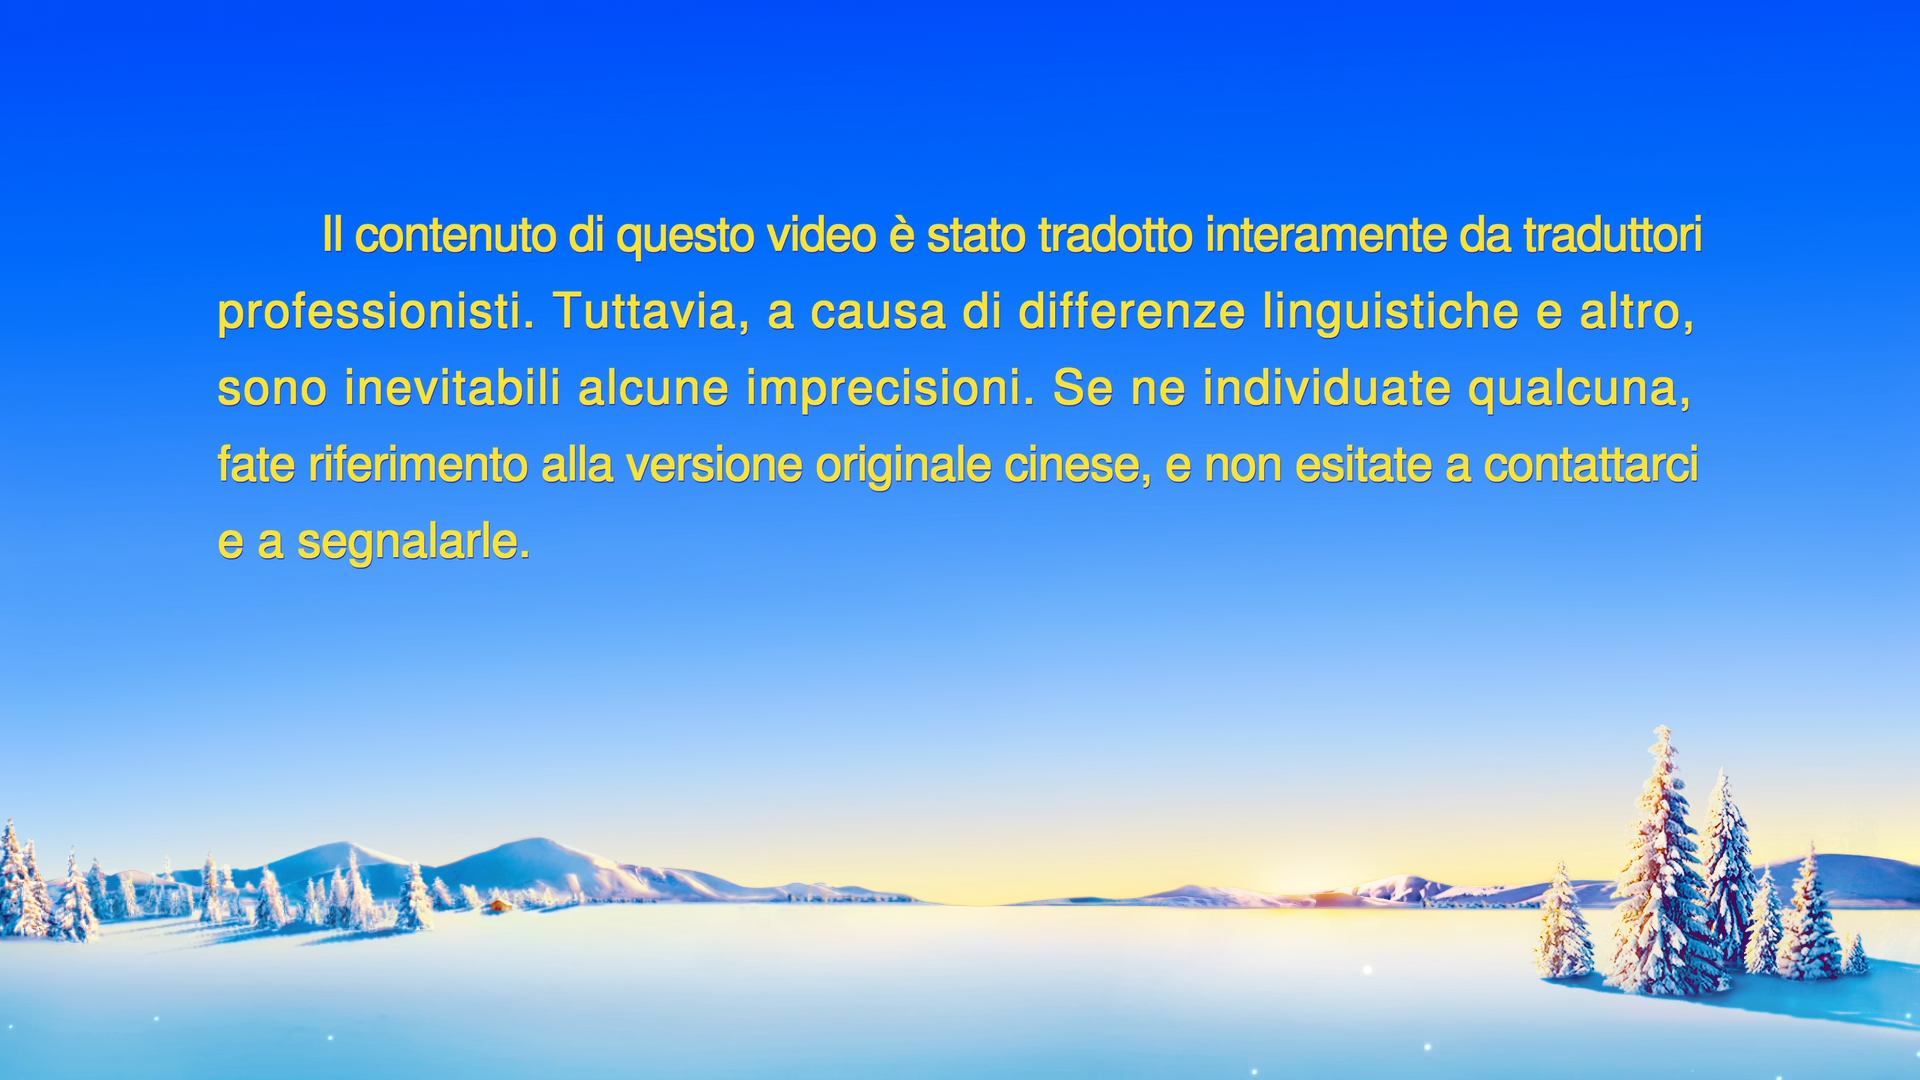 Il contenuto di questo video è stato tradotto interamente da traduttori
professionisti. Tuttavia, a causa di differenze linguistiche e altro,
sono inevitabili alcune imprecisioni. Se ne individuate qualcuna,
fate riferimento alla versione originale cinese, e non esitate a contattarci
e a segnalarle.